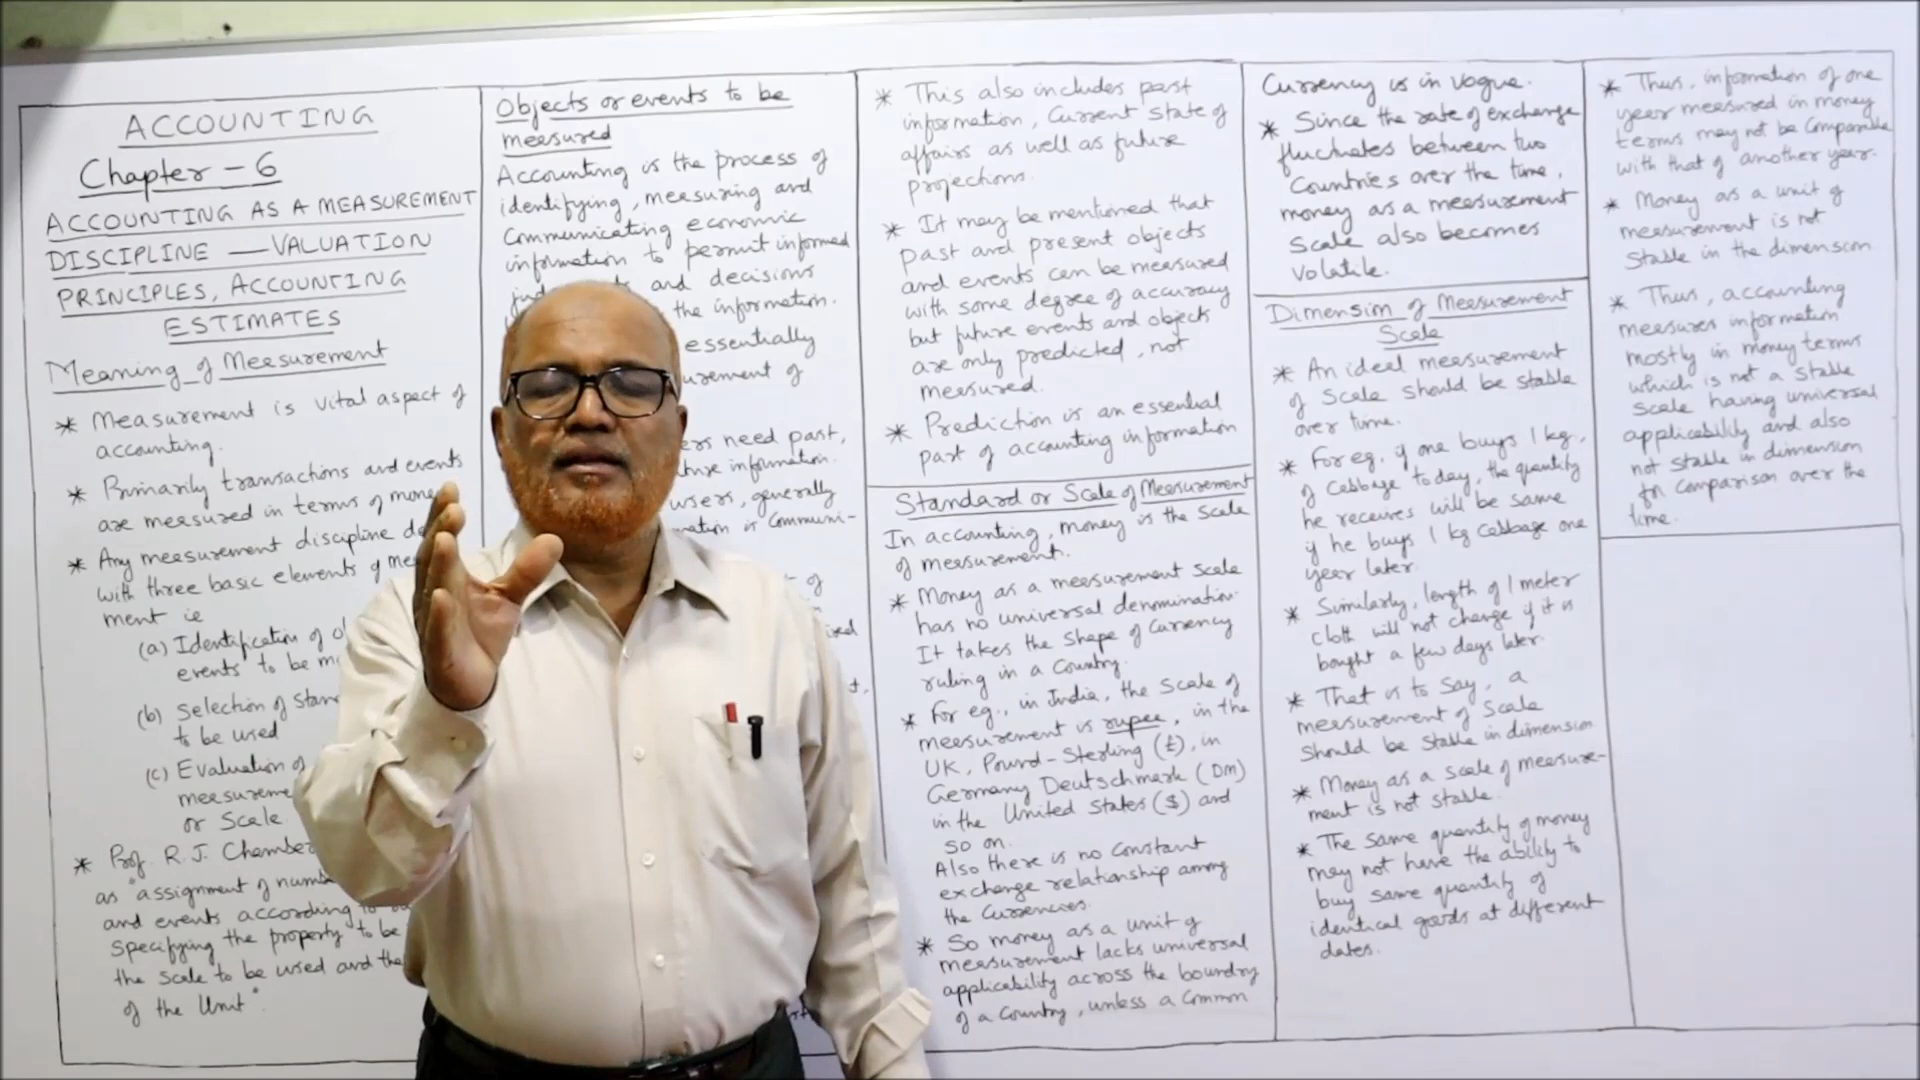 ACCOUNTING
Chapter - 6
ACCOUNTING AS A MEASUREMENT
DISCIPLINE — VALUATION
PRINCIPLES, ACCOUNTING
ESTIMATES
Meaning of Measurement
* Measurement is vital aspect of
accounting.
* Primarily transactions and events
are measured in terms of money
* Any measurement discipline
with three basic elements of
ment ie
(a) Identification of
events to be
(b) Selection of
to be used
(c) Evaluation of
or Scale.
* Prof. R. J.
as "assignment of
and events according to
specifying the property to be
the scale to be used and the
of the Unit".
Objects or events to be
measured
Accounting is the process of
identifying, measuring and
communicating economic
information to permit informed
and decisions
the information.
essentially
of
need past,
information.
users, generally
is communi-
of
* This also includes past
information, current state of
affairs as well as future
projections.
* It may be mentioned that
past and present objects
and events can be measured
with some degree of accuracy
but future events and objects
are only predicted, not
measured.
* Prediction is an essential
part of accounting information
Standard or Scale of Measurement
In accounting, money is the scale
of measurement.
* Money as a measurement scale
has no universal denomination.
It takes the shape of currency
ruling in a country.
* For eg., in India, the scale of
measurement is rupee, in the
UK, Pound-Sterling (£), in
Germany Deutschmark (DM)
in the United States ($) and
so on.
Also there is no constant
exchange relationship among
the currencies.
* So money as a unit of
measurement lacks universal
applicability across the boundry
of a country, unless a common
Currency is in vogue.
* Since the rate of exchange
fluctuates between two
countries over the time,
money as a measurement
scale also becomes
volatile.
Dimension of Measurement
Scale
* An ideal measurement
of scale should be stable
over time.
* For eg, if one buys 1 kg,
of cabbage today, the quantity
he receives will be same
if he buys 1 kg cabbage one
year later.
* Similarly, length of 1 meter
cloth will not change if it is
bought a few days later.
* That is to say, a
measurement of scale
should be stable in dimension
* Money as a scale of measure-
ment is not stable.
* The same quantity of money
may not have the ability to
buy same quantity of
identical goods at different
dates.
* Thus, information of one
year measured in money
terms may not be comparable
with that of another year.
* Money as a unit of
measurement is not
stable in the dimension
* Thus, accounting
measures information
mostly in money terms
which is not a stable
scale having universal
applicability and also
not stable in dimension
for comparison over the
time.